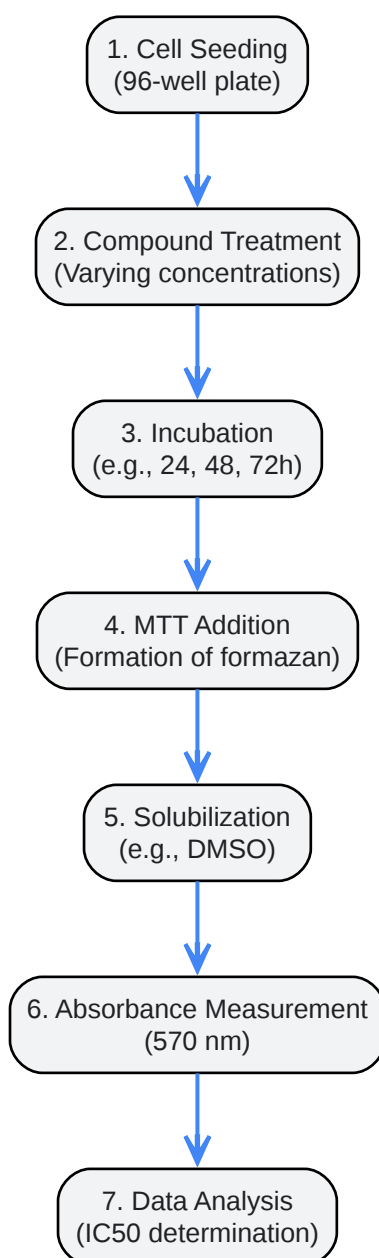 1. Cell Seeding
(96-well plate)
2. Compound Treatment
(Varying concentrations)
3. Incubation
(e.g., 24, 48, 72h)
4. MTT Addition
(Formation of formazan)
5. Solubilization
(e.g., DMSO)
6. Absorbance Measurement
(570 nm)
7. Data Analysis
(IC50 determination)